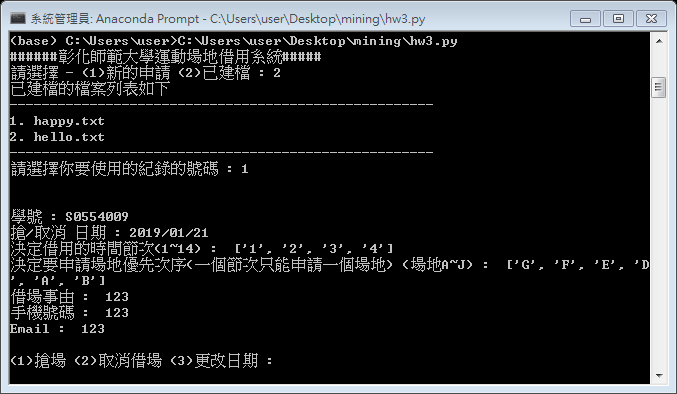 系統管理員: Anaconda Prompt - C:\Users\user\Desktop\mining\hw3.py
(base) C:\Users\user>C:\Users\user\Desktop\mining\hw3.py
######彰化師範大學運動場地借用系統#####
請選擇 - (1)新的申請 (2)已建檔 : 2
已建檔的檔案列表如下
-----------------------------------------------------
1. happy.txt
2. hello.txt
-----------------------------------------------------
請選擇你要使用的紀錄的號碼 : 1
學號 : S0554009
搶/取消 日期 : 2019/01/21
決定借用的時間節次(1~14) :  ['1', '2', '3', '4']
決定要申請場地優先次序(一個節次只能申請一個場地) (場地A~J) :  ['G', 'F', 'E', 'D
', 'A', 'B']
借場事由 :  123
手機號碼 :  123
Email :  123
(1)搶場 (2)取消借場 (3)更改日期 :